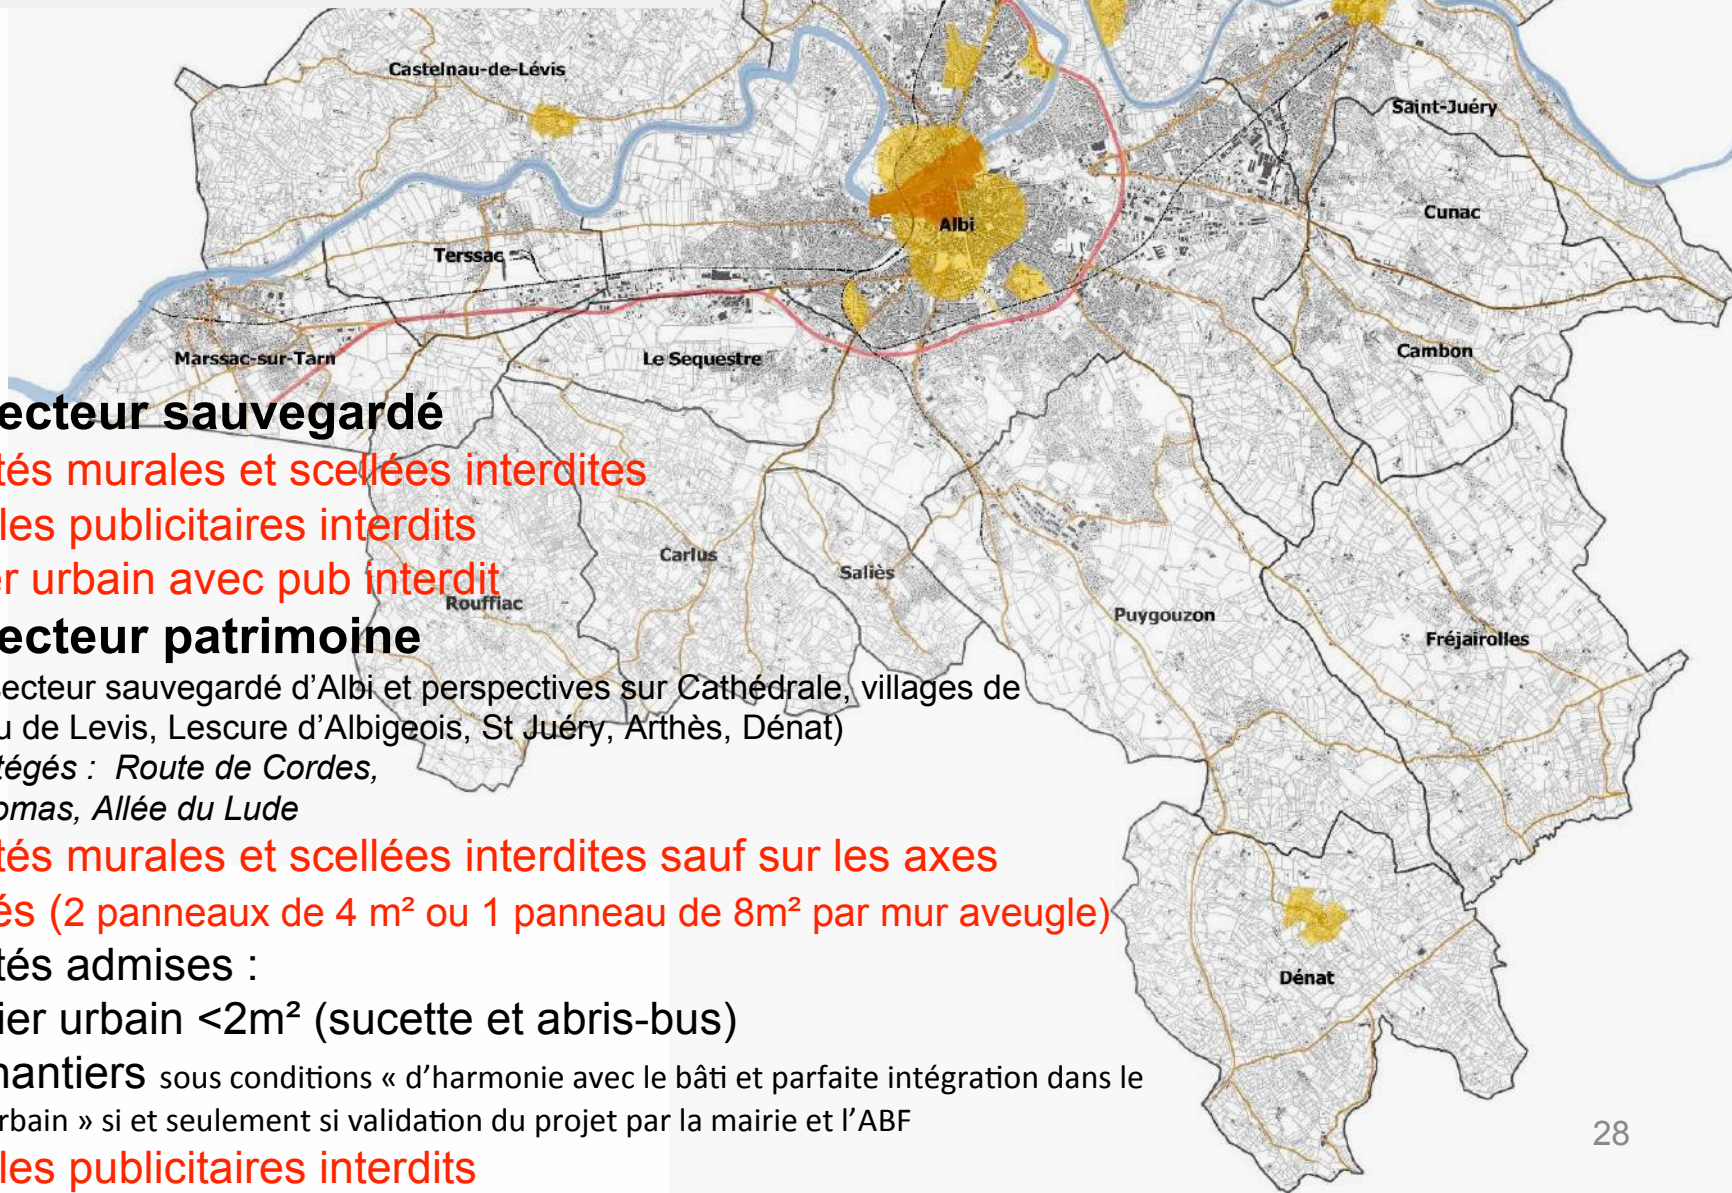 Castelnau-de-Lévis
Saint-Juéry
Cunac
Albi
Terssac
Marssac-sur-Tarn
Le Sequestre
Cambon
ecteur sauvegardé
tés murales et scellées interdites
les publicitaires interdits
Carlus
Saliès
er urbain avec pub interdit
Rouffiac
Puygouzon
Fréjairolles
ecteur patrimoine
secteur sauvegardé d’Albi et perspectives sur Cathédrale, villages de
u de Levis, Lescure d’Albigeois, St Juéry, Arthès, Dénat)
tégés : Route de Cordes,
omas, Allée du Lude
tés murales et scellées interdites sauf sur les axes
és (2 panneaux de 4 m² ou 1 panneau de 8m² par mur aveugle)
tés admises :
Dénat
ier urbain <2m² (sucette et abris-bus)
hantiers sous conditions « d’harmonie avec le bâti et parfaite intégration dans le
rbain » si et seulement si validation du projet par la mairie et l’ABF
28
les publicitaires interdits